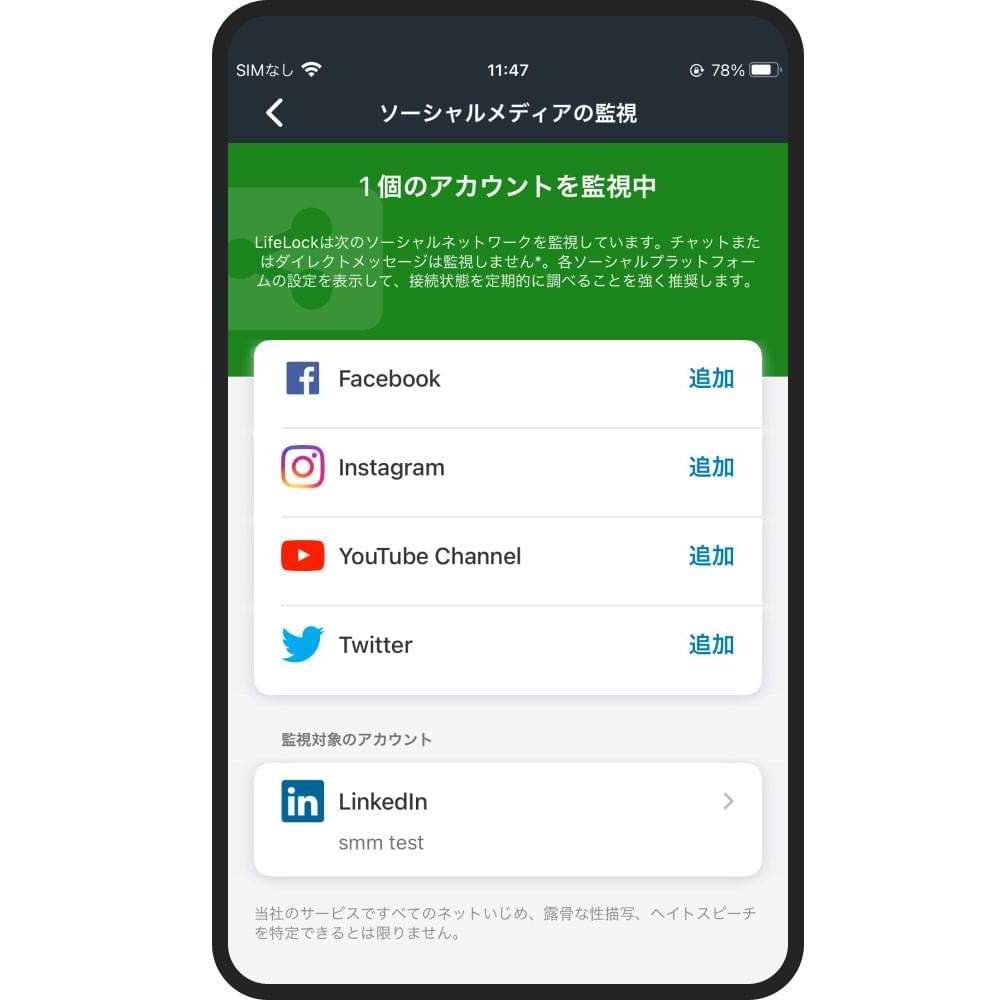 SIMなし 11:47 78%
ソーシャルメディアの監視
1 個のアカウントを監視中
LifeLockは次のソーシャルネットワークを監視しています。チャットまた
はダイレクトメッセージは監視しません*。各ソーシャルプラットフォー
ムの設定を表示して、接続状態を定期的に調べることを強く推奨します。
Facebook 追加
Instagram 追加
YouTube Channel 追加
Twitter 追加
監視対象のアカウント
in LinkedIn
smm test
当社のサービスですべてのネットいじめ、露骨な性描写、ヘイトスピーチ
を特定できるとは限りません。